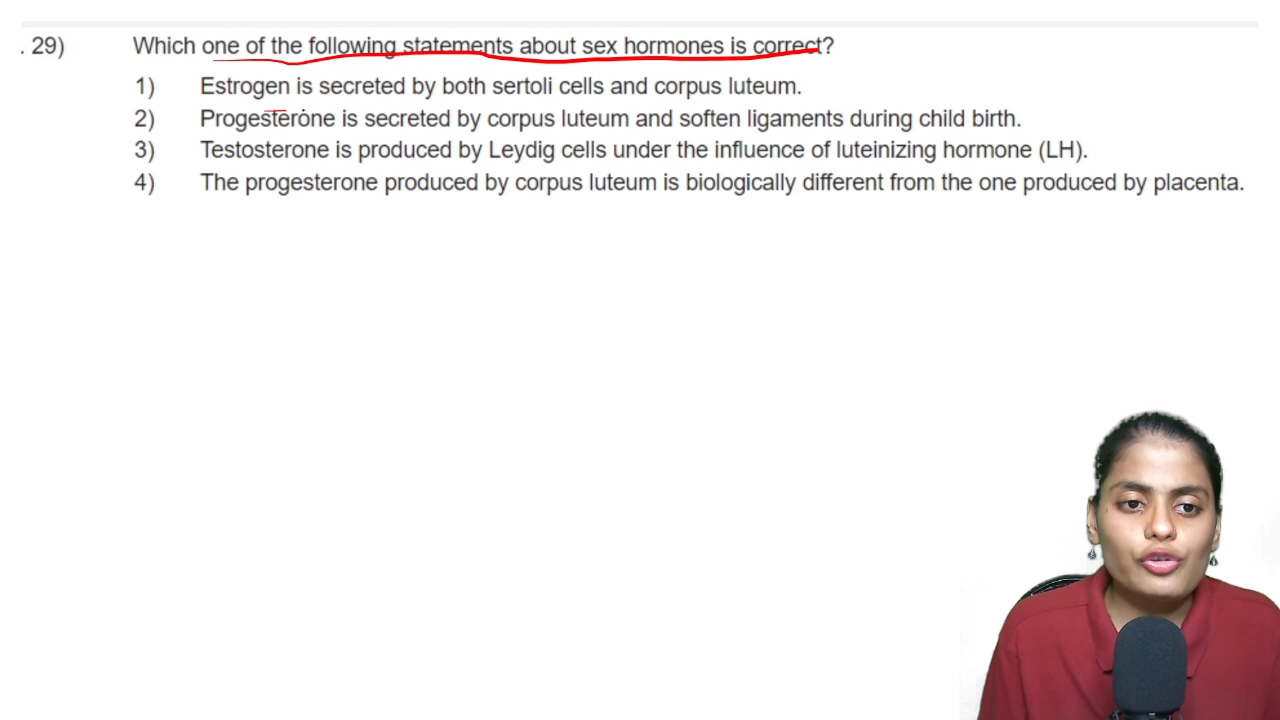 . 29) Which one of the following statements about sex hormones is correct?
1) Estrogen is secreted by both sertoli cells and corpus luteum.
2) Progesterone is secreted by corpus luteum and soften ligaments during child birth.
3) Testosterone is produced by Leydig cells under the influence of luteinizing hormone (LH).
4) The progesterone produced by corpus luteum is biologically different from the one produced by placenta.